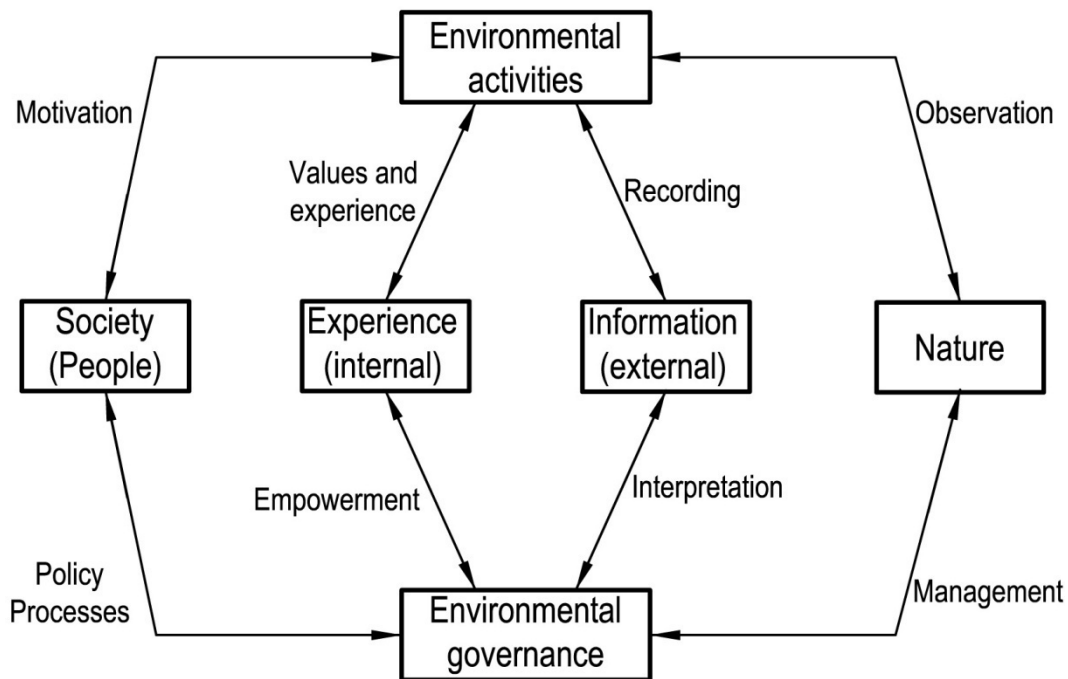 Environmental
activities
Motivation
Observation
Values and
experience
Recording
Society
(People)
Experience
(internal)
Information
(external)
Nature
Empowerment
Interpretation
Policy
Processes
Management
Environmental
governance